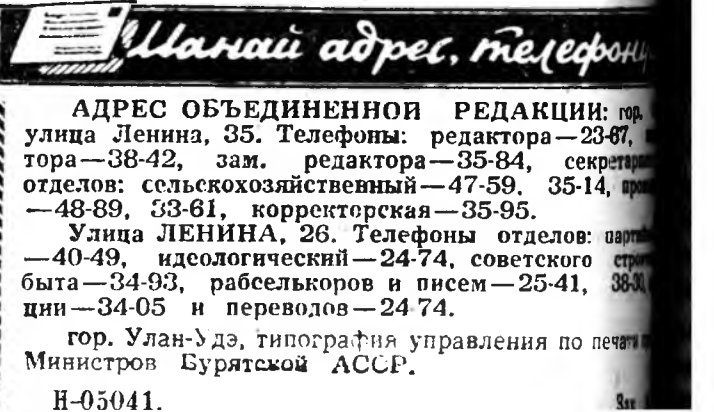 Манай адрес, телефону
АДРЕС ОБЪЕДИНЕННОЙ РЕДАКЦИИ: гор.
улица Ленина, 35. Телефоны: редактора—23-67,
тора—38-42, зам. редактора—35-84, секретариат
отделов: сельскохозяйственный—47-59, 35-14,
—48-89, 33-61, корректорская—35-95.
Улица ЛЕНИНА, 26. Телефоны отделов:
—40-49, идеологический—24-74, советского
быта—34-93, рабселькоров и писем—25-41,
ции—34-05 и переводов—24-74.
гор. Улан-Удэ, типография управления по печати
Министров Бурятской АССР.
Н-05041.